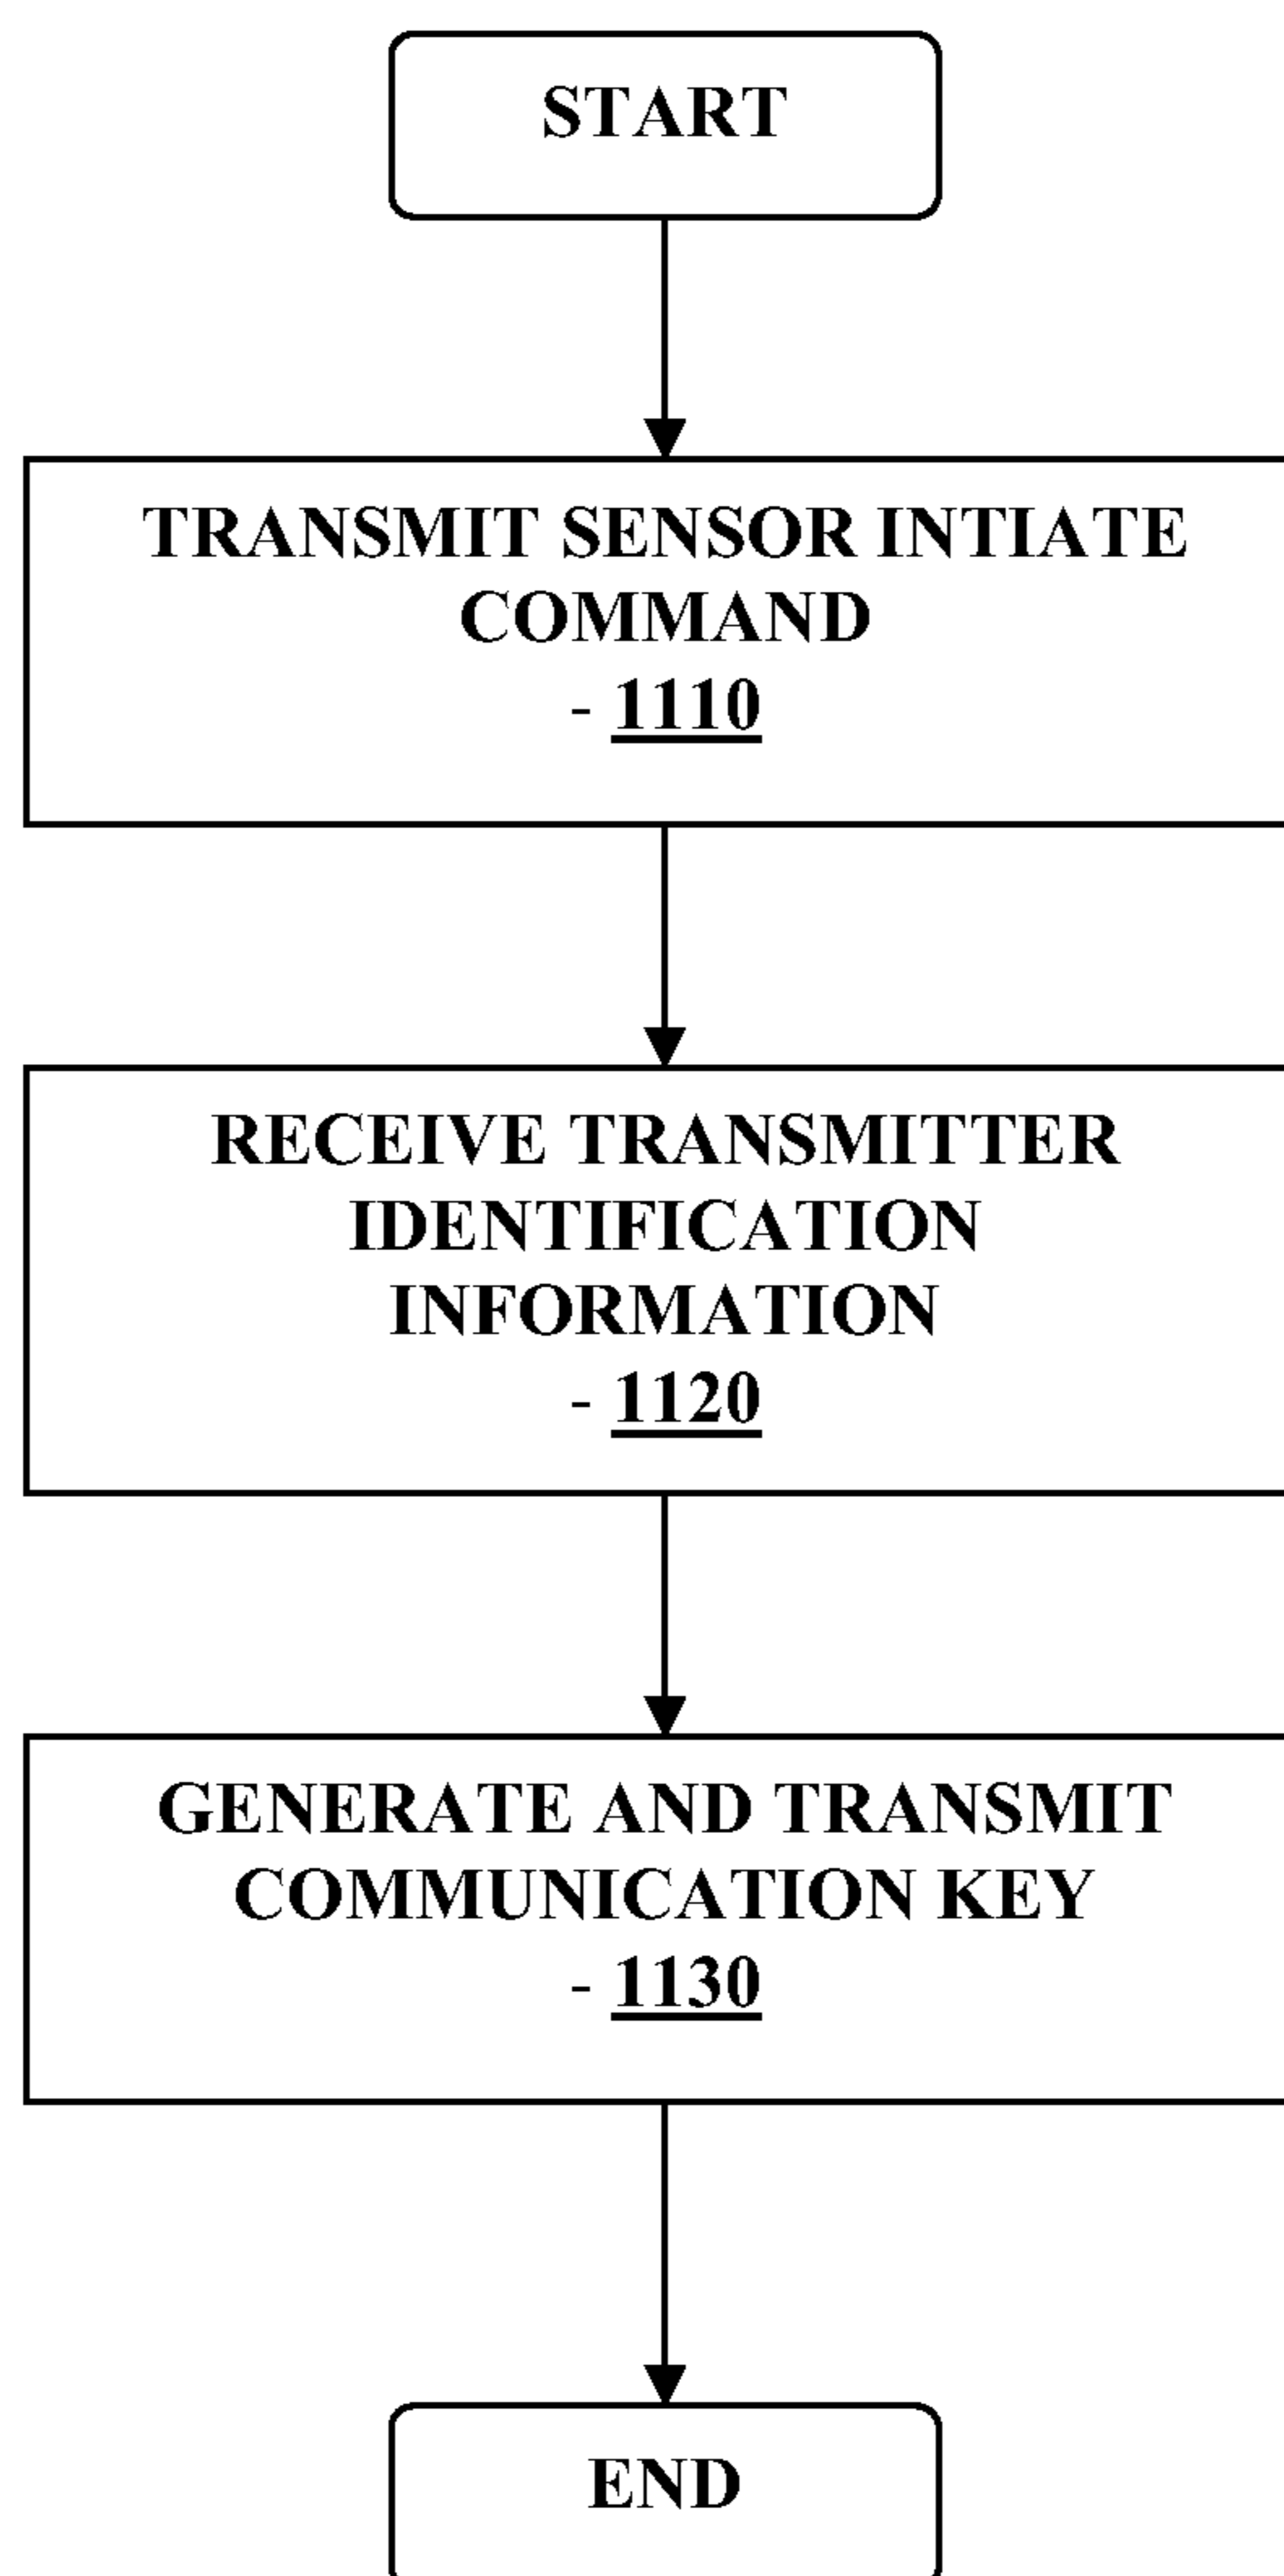 START
TRANSMIT SENSOR INTIATE
COMMAND
- 1110
RECEIVE TRANSMITTER
IDENTIFICATION
INFORMATION
- 1120
GENERATE AND TRANSMIT
COMMUNICATION KEY
- 1130
END